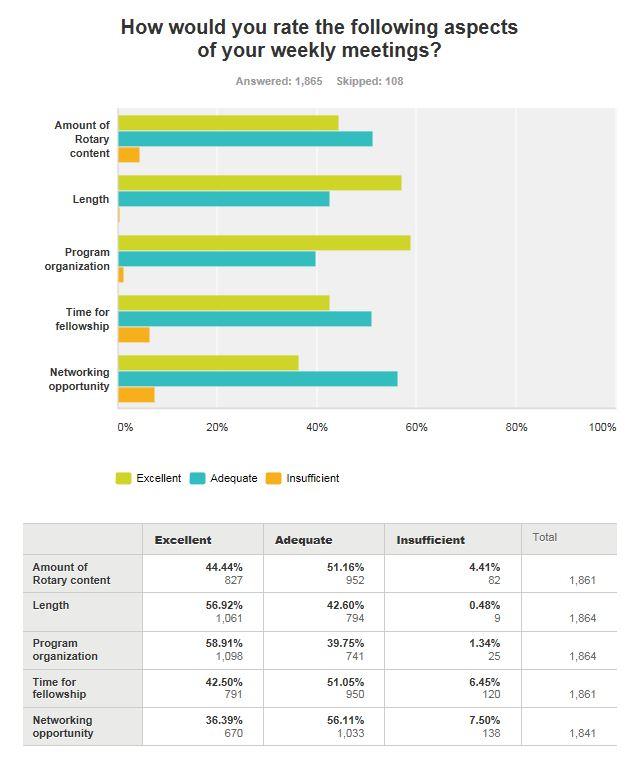 How would you rate the following aspects
of your weekly meetings?
Answered: 1,865 Skipped: 108
Amount of
Rotary
content
Length
Program
organization
Time for
fellowship
Networking
opportunity
0% 20% 40% 60% 80% 100%
Excellent Adequate Insufficient
Excellent Adequate Insufficient Total
Amount of 44.44% 51.16% 4.41%
Rotary content 827 952 82 1,861
Length 56.92% 42.60% 0.48%
1,061 794 9 1,864
Program 58.91% 39.75% 1.34%
organization 1,098 741 25 1,864
Time for 42.50% 51.05% 6.45%
fellowship 791 950 120 1,861
Networking 36.39% 56.11% 7.50%
opportunity 670 1,033 138 1,841